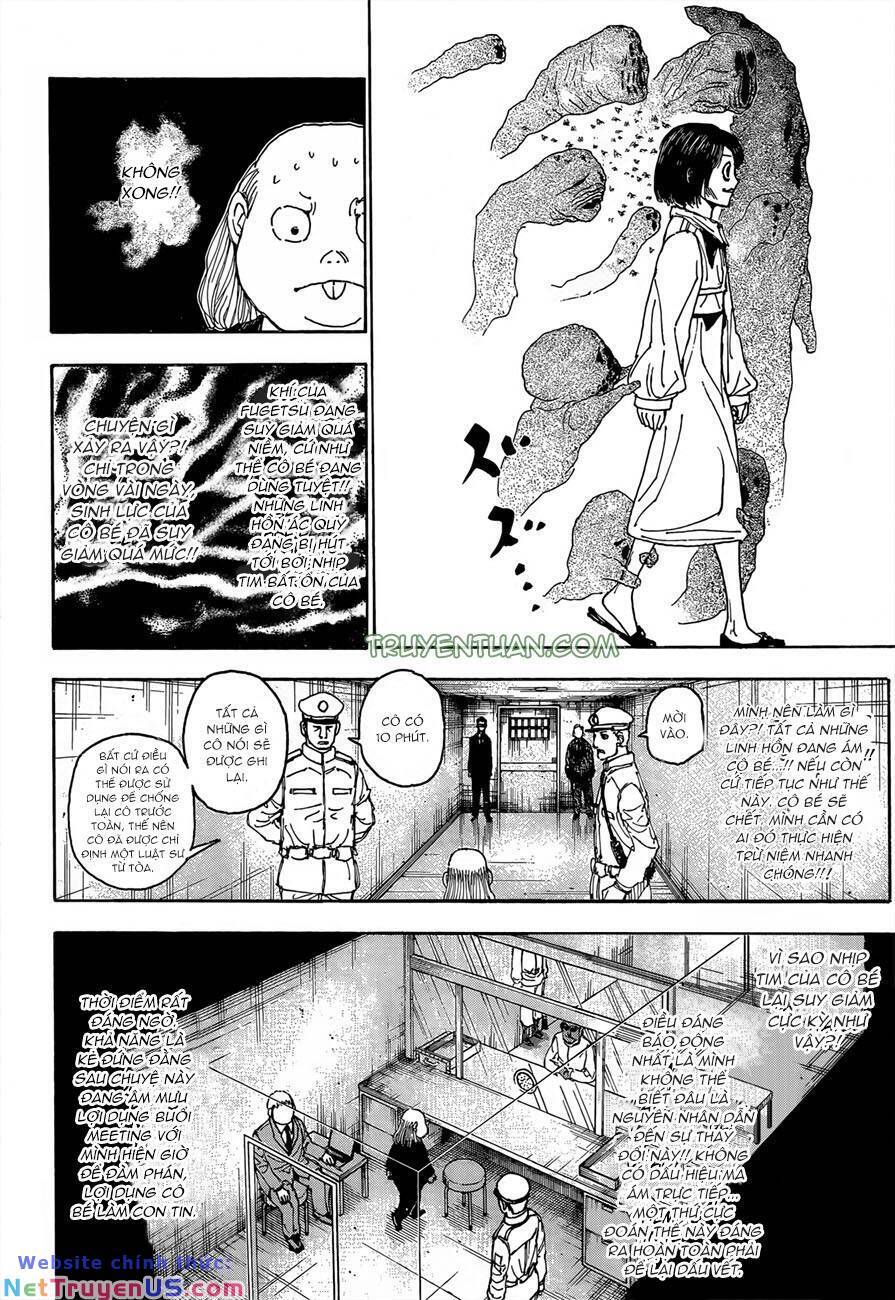 KHÔNG
XONG!!
KHÍ CỦA
FUGETSU ĐANG
SUY GIẢM QUÁ
NIỀM, CỨ NHƯ
THỂ CÔ BÉ ĐANG
DÙNG TUYỆT!!
NHỮNG LINH
HỒN ÁC QUỶ
ĐANG BỊ HÚT
TỚI BỞI NHỊP
TIM BẤT ỔN CỦA
CÔ BÉ.
CHUYỆN GÌ
XẢY RA VẬY?!
CHỈ TRONG
VÒNG VÀI NGÀY,
SINH LỰC CỦA
CÔ BÉ ĐÃ SUY
GIẢM QUÁ MỨC!!
ズズ
TRUYENTUAN.COM
MÌNH NÊN LÀM GÌ
ĐÂY?! TẤT CẢ NHỮNG
LINH HỒN ĐANG ÁM
CÔ BÉ...!! NẾU CÒN
CỨ TIẾP TỤC NHƯ THẾ
NÀY. CÔ BÉ SẼ
CHẾT. MÌNH CẦN CÓ
AI ĐÓ THỰC HIỆN
TRỪ NIỆM NHANH
CHÓNG!!!
MỜI
VÀO.
CÔ CÓ
10 PHÚT.
TẤT CẢ
NHỮNG GÌ
CÔ NÓI SẼ
ĐƯỢC GHI
LẠI.
BẤT CỨ ĐIỀU
GÌ NÓI RA CÓ
THỂ ĐƯỢC SỬ
DỤNG ĐỂ CHỐNG
LẠI CÔ TRƯỚC
TOÀN, THẾ NÊN
CÔ ĐÃ ĐƯỢC CHỈ
ĐỊNH MỘT LUẬT SƯ
TỪ TÒA.
VÌ SAO NHỊP
TIM CỦA CÔ BÉ
LẠI SUY GIẢM
CỰC KỲ NHƯ
VẬY?!
ĐIỀU ĐÁNG
BÁO ĐỘNG
NHẤT LÀ MÌNH
KHÔNG THỂ
BIẾT ĐÂU LÀ
NGUYÊN NHÂN DẪN
ĐẾN SỰ THAY
ĐỔI NÀY!! KHÔNG
CÓ DẤU HIỆU MA
ÁM TRỰC TIẾP...
MỘT THỨ CỰC
ĐOAN THẾ NÀY ĐÁNG
RA HOÀN TOÀN PHẢI
ĐỂ LẠI DẤU VẾT.
THỜI ĐIỂM RẤT
ĐÁNG NGỜ.
KHẢ NĂNG LÀ
KẺ ĐỨNG ĐẰNG
SAU CHUYỆ NÀY
ĐANG ÂM MƯU
LỢI DỤNG BUỔI
MEETING VỚI
MÌNH HIỆN GIỜ
ĐỂ ĐÀM PHÁN,
LỢI DỤNG CÔ
BÉ LÀM CON TIN.
Website chính thức:
NetTruyenUS.com